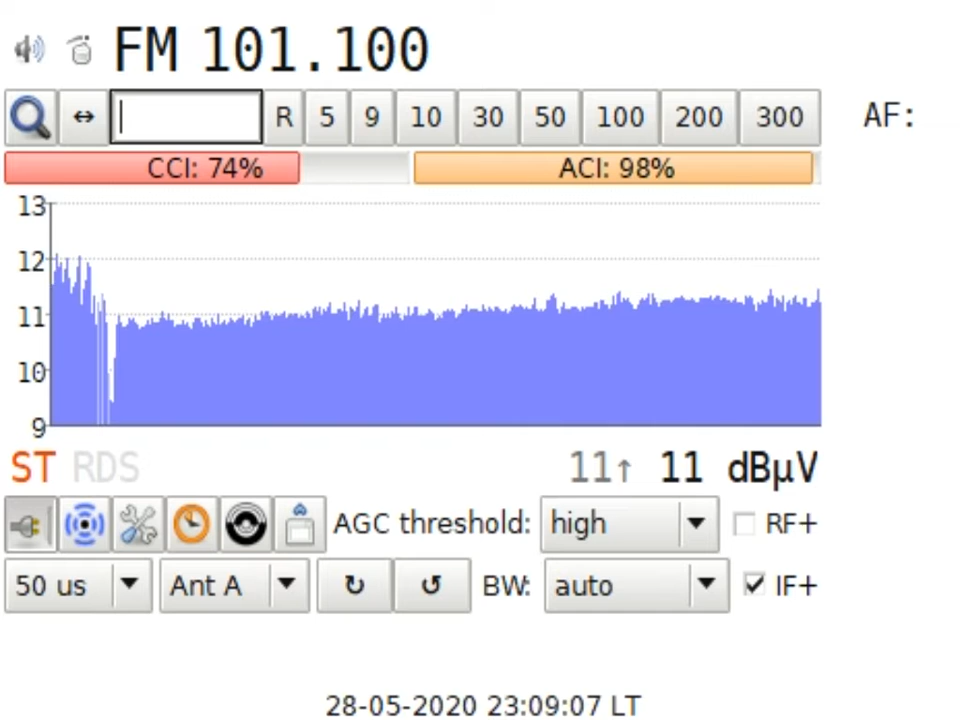 FM 101.100
↔ R 5 9 10 30 50 100 200 300 AF:
CCI: 74% ACI: 98%
13
12
11
10
9
ST RDS 11↑ 11 dBµV
AGC threshold: high RF+
50 us Ant A ↻ ↺ BW: auto IF+
28-05-2020 23:09:07 LT